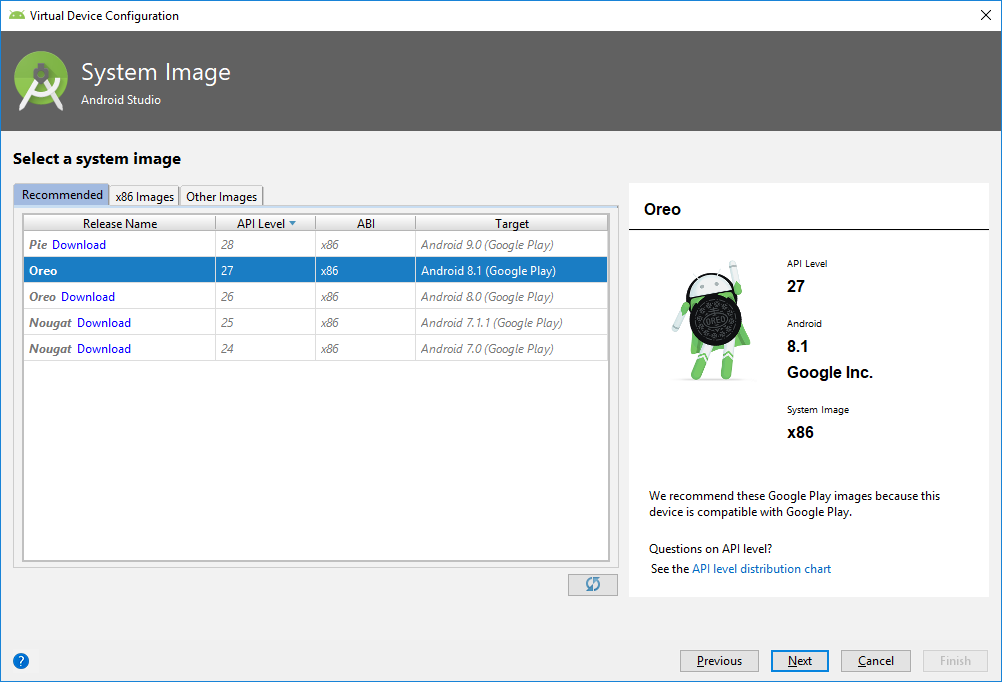 Virtual Device Configuration
System Image
Android Studio
Select a system image
Recommended x86 Images Other Images
Release Name API Level ABI Target
Pie Download 28 x86 Android 9.0 (Google Play)
Oreo 27 x86 Android 8.1 (Google Play)
Oreo Download 26 x86 Android 8.0 (Google Play)
Nougat Download 25 x86 Android 7.1.1 (Google Play)
Nougat Download 24 x86 Android 7.0 (Google Play)
Oreo
OREO
API Level
27
Android
8.1
Google Inc.
System Image
x86
We recommend these Google Play images because this
device is compatible with Google Play.
Questions on API level?
See the API level distribution chart
?
Previous Next Cancel Finish